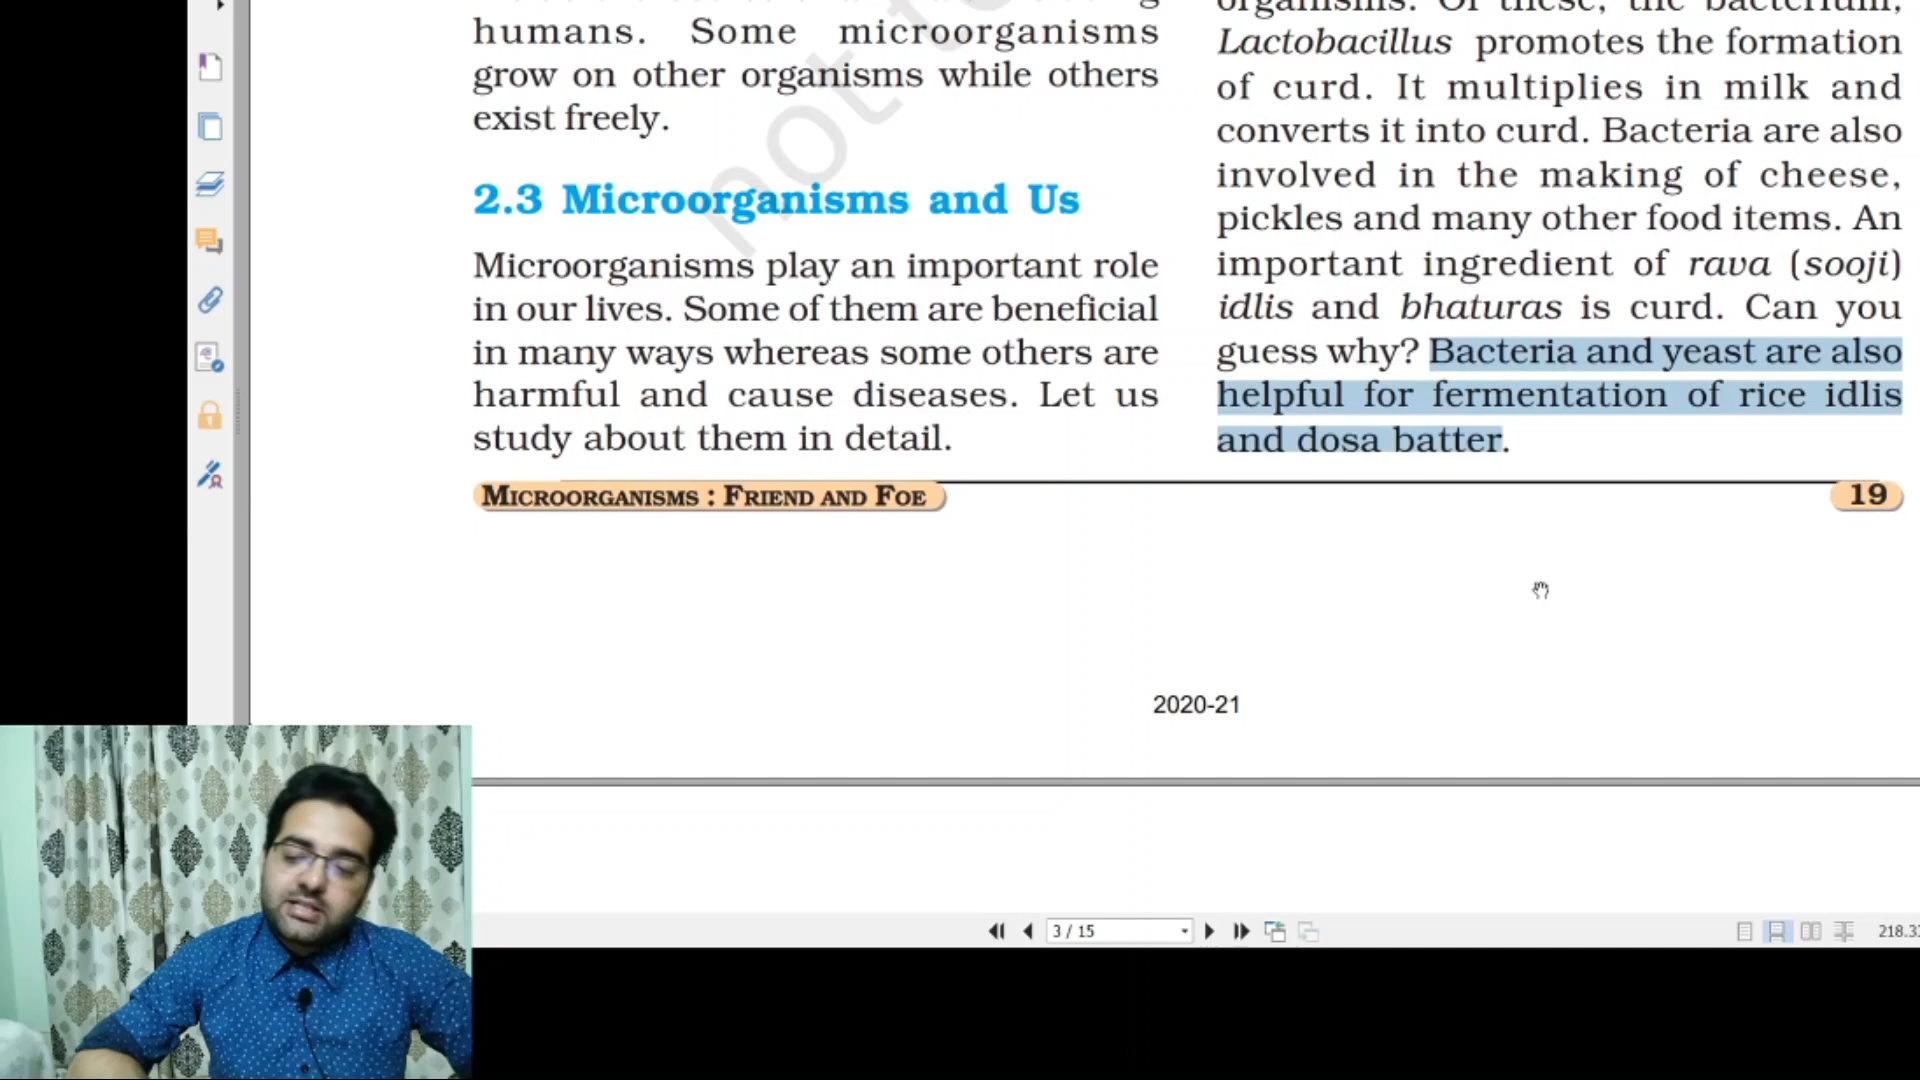 humans. Some microorganisms
grow on other organisms while others
exist freely.
2.3 Microorganisms and Us
Microorganisms play an important role
in our lives. Some of them are beneficial
in many ways whereas some others are
harmful and cause diseases. Let us
study about them in detail.
organisms. Of these, the bacterium,
Lactobacillus promotes the formation
of curd. It multiplies in milk and
converts it into curd. Bacteria are also
involved in the making of cheese,
pickles and many other food items. An
important ingredient of rava (sooji)
idlis and bhaturas is curd. Can you
guess why? Bacteria and yeast are also
helpful for fermentation of rice idlis
and dosa batter.
MICROORGANISMS : FRIEND AND FOE
19
not
2020-21
3 / 15